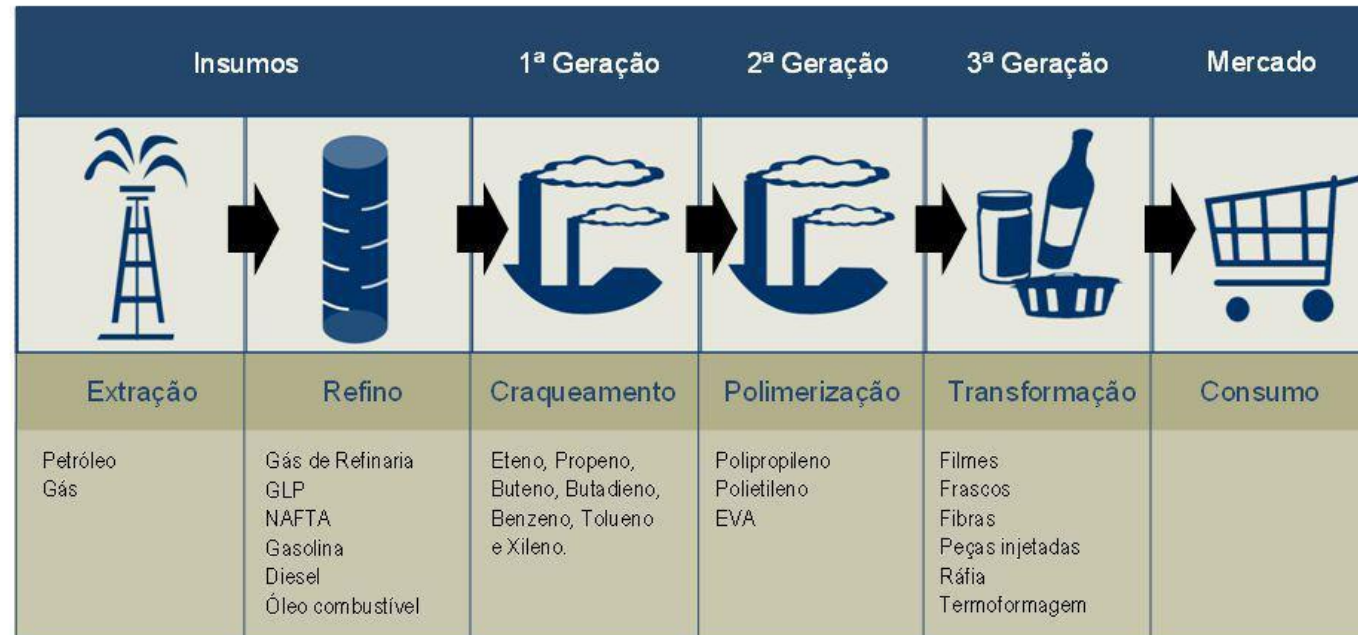 Insumos
1ª Geração
2ª Geração
3ª Geração
Mercado
Extração
Refino
Craqueamento
Polimerização
Transformação
Consumo
Petróleo
Gás
Gás de Refinaria
GLP
NAFTA
Gasolina
Diesel
Óleo combustível
Eteno, Propeno,
Buteno, Butadieno,
Benzeno, Tolueno
e Xileno.
Polipropileno
Polietileno
EVA
Filmes
Frascos
Fibras
Peças injetadas
Ráfia
Termoformagem